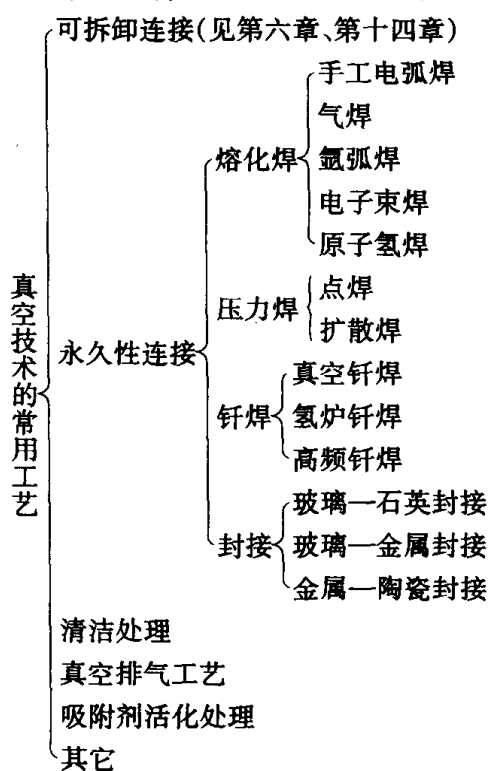 真空技术的常用工艺
可拆卸连接(见第六章、第十四章)
永久性连接
熔化焊
手工电弧焊
气焊
氩弧焊
电子束焊
原子氢焊
压力焊
点焊
扩散焊
钎焊
真空钎焊
氢炉钎焊
高频钎焊
封接
玻璃—石英封接
玻璃—金属封接
金属—陶瓷封接
清洁处理
真空排气工艺
吸附剂活化处理
其它